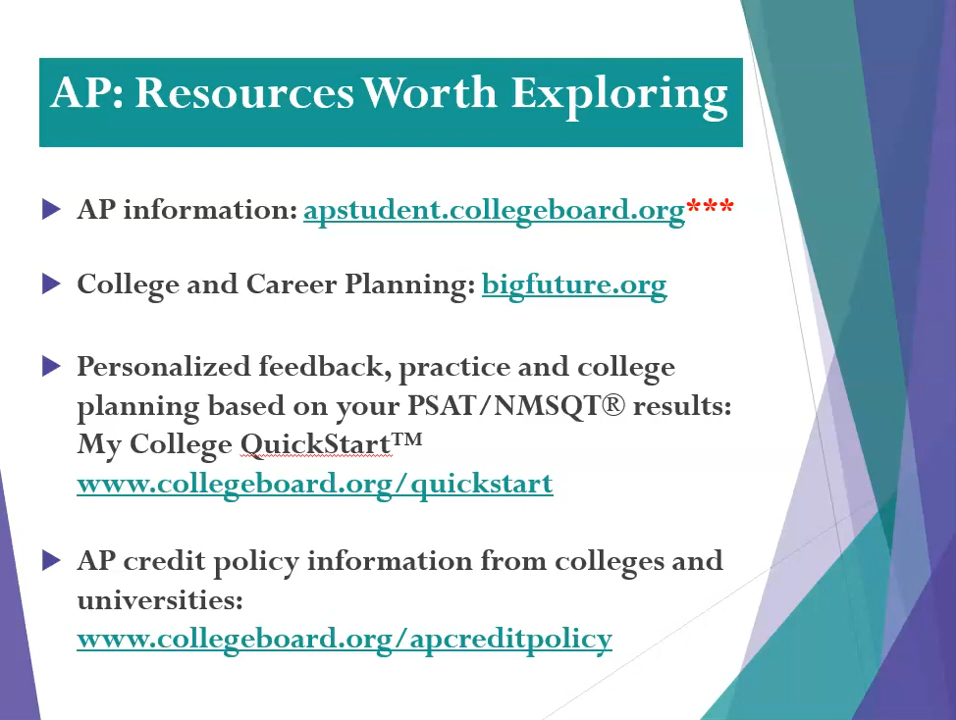 AP: Resources Worth Exploring
AP information: apstudent.collegeboard.org***
College and Career Planning: bigfuture.org
Personalized feedback, practice and college
planning based on your PSAT/NMSQT® results:
My College QuickStart™
www.collegeboard.org/quickstart
AP credit policy information from colleges and
universities:
www.collegeboard.org/apcreditpolicy